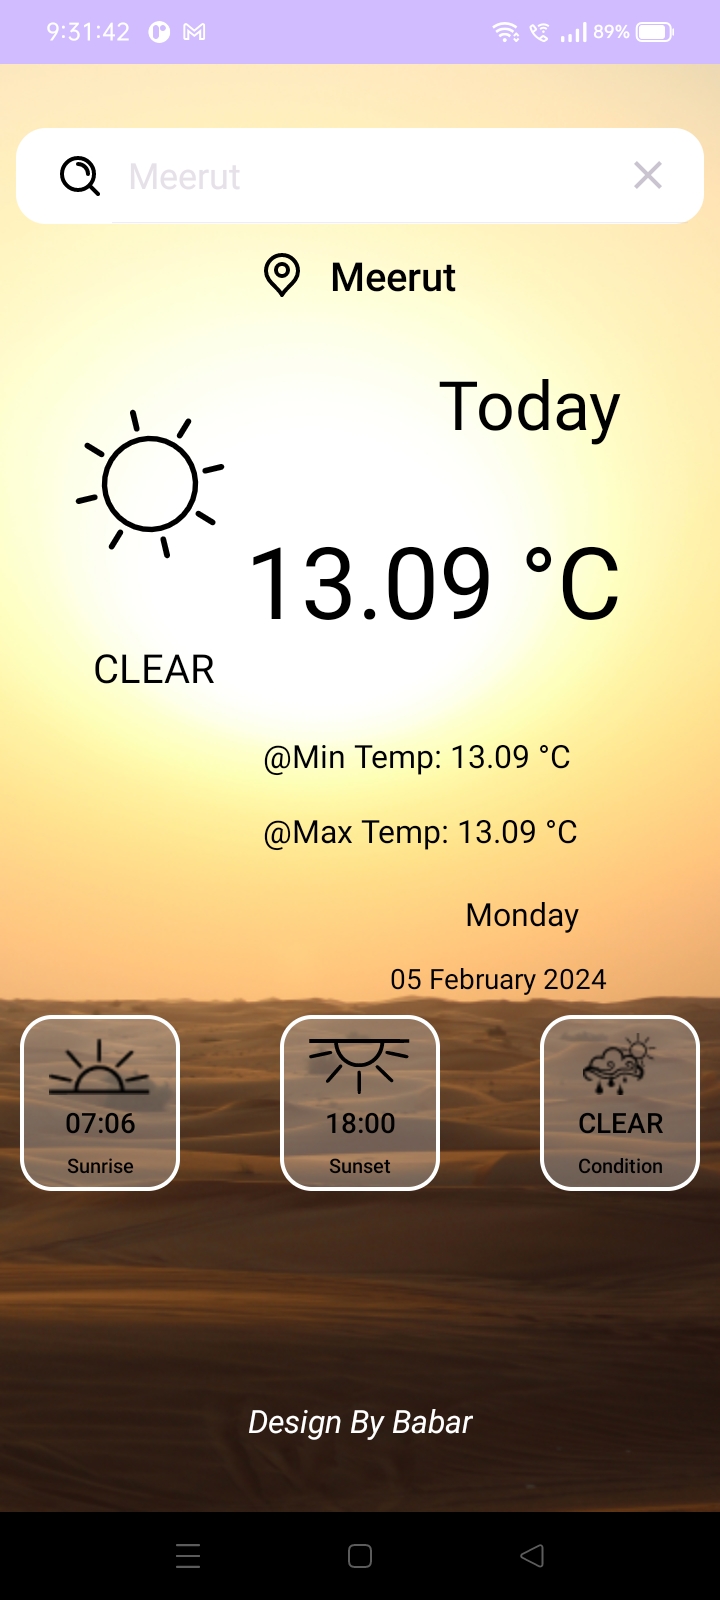 9:31:42
89%
Meerut
Meerut
Today
13.09 °C
CLEAR
@Min Temp: 13.09 °C
@Max Temp: 13.09 °C
Monday
05 February 2024
07:06
Sunrise
18:00
Sunset
CLEAR
Condition
Design By Babar